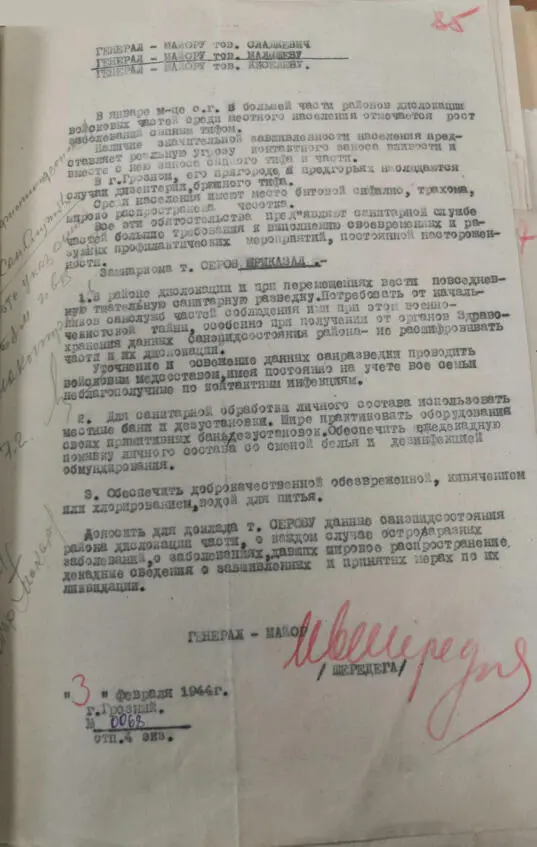 85
ГЕНЕРАЛ - МАЙОРУ тов. СЛАДКЕВИЧ
ГЕНЕРАЛ - МАЙОРУ тов. МАЛЫШЕВУ
ГЕНЕРАЛ - МАЙОРУ тов. КИСЕЛЕВУ.
В январе м-це с.г. в большей части районов дислокации
войсковых частей среди местного населения отмечается рост
заболеваний сыпным тифом.
Наличие значительной завшивленности населения пред-
ставляет реальную угрозу контактного заноса вшивости и
вместе с нею заноса сыпного тифа в части.
В г.Грозном, его пригороде и предгорьях наблюдаются
случаи дизентерии, брюшного тифа.
Среди населения имеют место бытовой сифилис, трахома,
широко распространена чесотка.
Все эти обстоятельства пред"являют санитарной службе
частей большие требования к выполнению своевременных и ра-
зумных профилактических мероприятий, постоянной насторожен-
ности.
Замнаркома т. СЕРОВ ПРИКАЗАЛ :-
1.В районе дислокации и при перемещениях вести повседнев-
ную тщательную санитарную разведку.Потребовать от началь-
ников санслужб частей соблюдения ими при этом военно-
чекистской тайны, особенно при получении от органов Здраво-
хранения данных санэпидсостояния района- не расшифровывать
части и их дислокации.
Уточнение и освежение данных санразведки проводить
войсковым медсоставом,имея постоянно на учете все семьи
неблагополучные по контактным инфекциям.
2. Для санитарной обработки личного состава использовать
местные бани и дезустановки. Шире практиковать оборудования
своих примитивных бань, дезустановок.Обеспечить ежедекадную
помывку личного состава со сменой белья и дезинфекцией
обмундирования.
3. Обеспечить доброкачественной обезвреженной, кипячением
или хлорированием,водой для питья.
Доносить для доклада т. СЕРОВУ данные санэпидсостояния
района дислокации части, о каждом случае острозаразных
заболеваний,о заболеваниях,давших широкое распространение,
декадные сведения о завшивленных и принятых мерах по их
ликвидации.
ГЕНЕРАЛ - МАЙОР
/ ШЕРЕДЕГА/
" 3 " февраля 1944г.
г.Грозный.
№ 0068
отп.4 экз.
7.2.